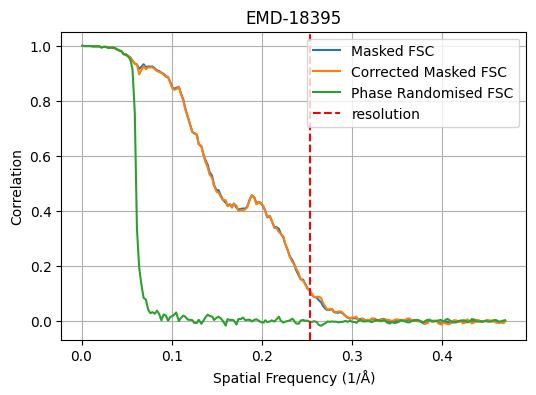 EMD-18395
Masked FSC
Corrected Masked FSC
Phase Randomised FSC
resolution
Correlation
1.0
0.8
0.6
0.4
0.2
0.0
0.0 0.1 0.2 0.3 0.4
Spatial Frequency (1/Å)